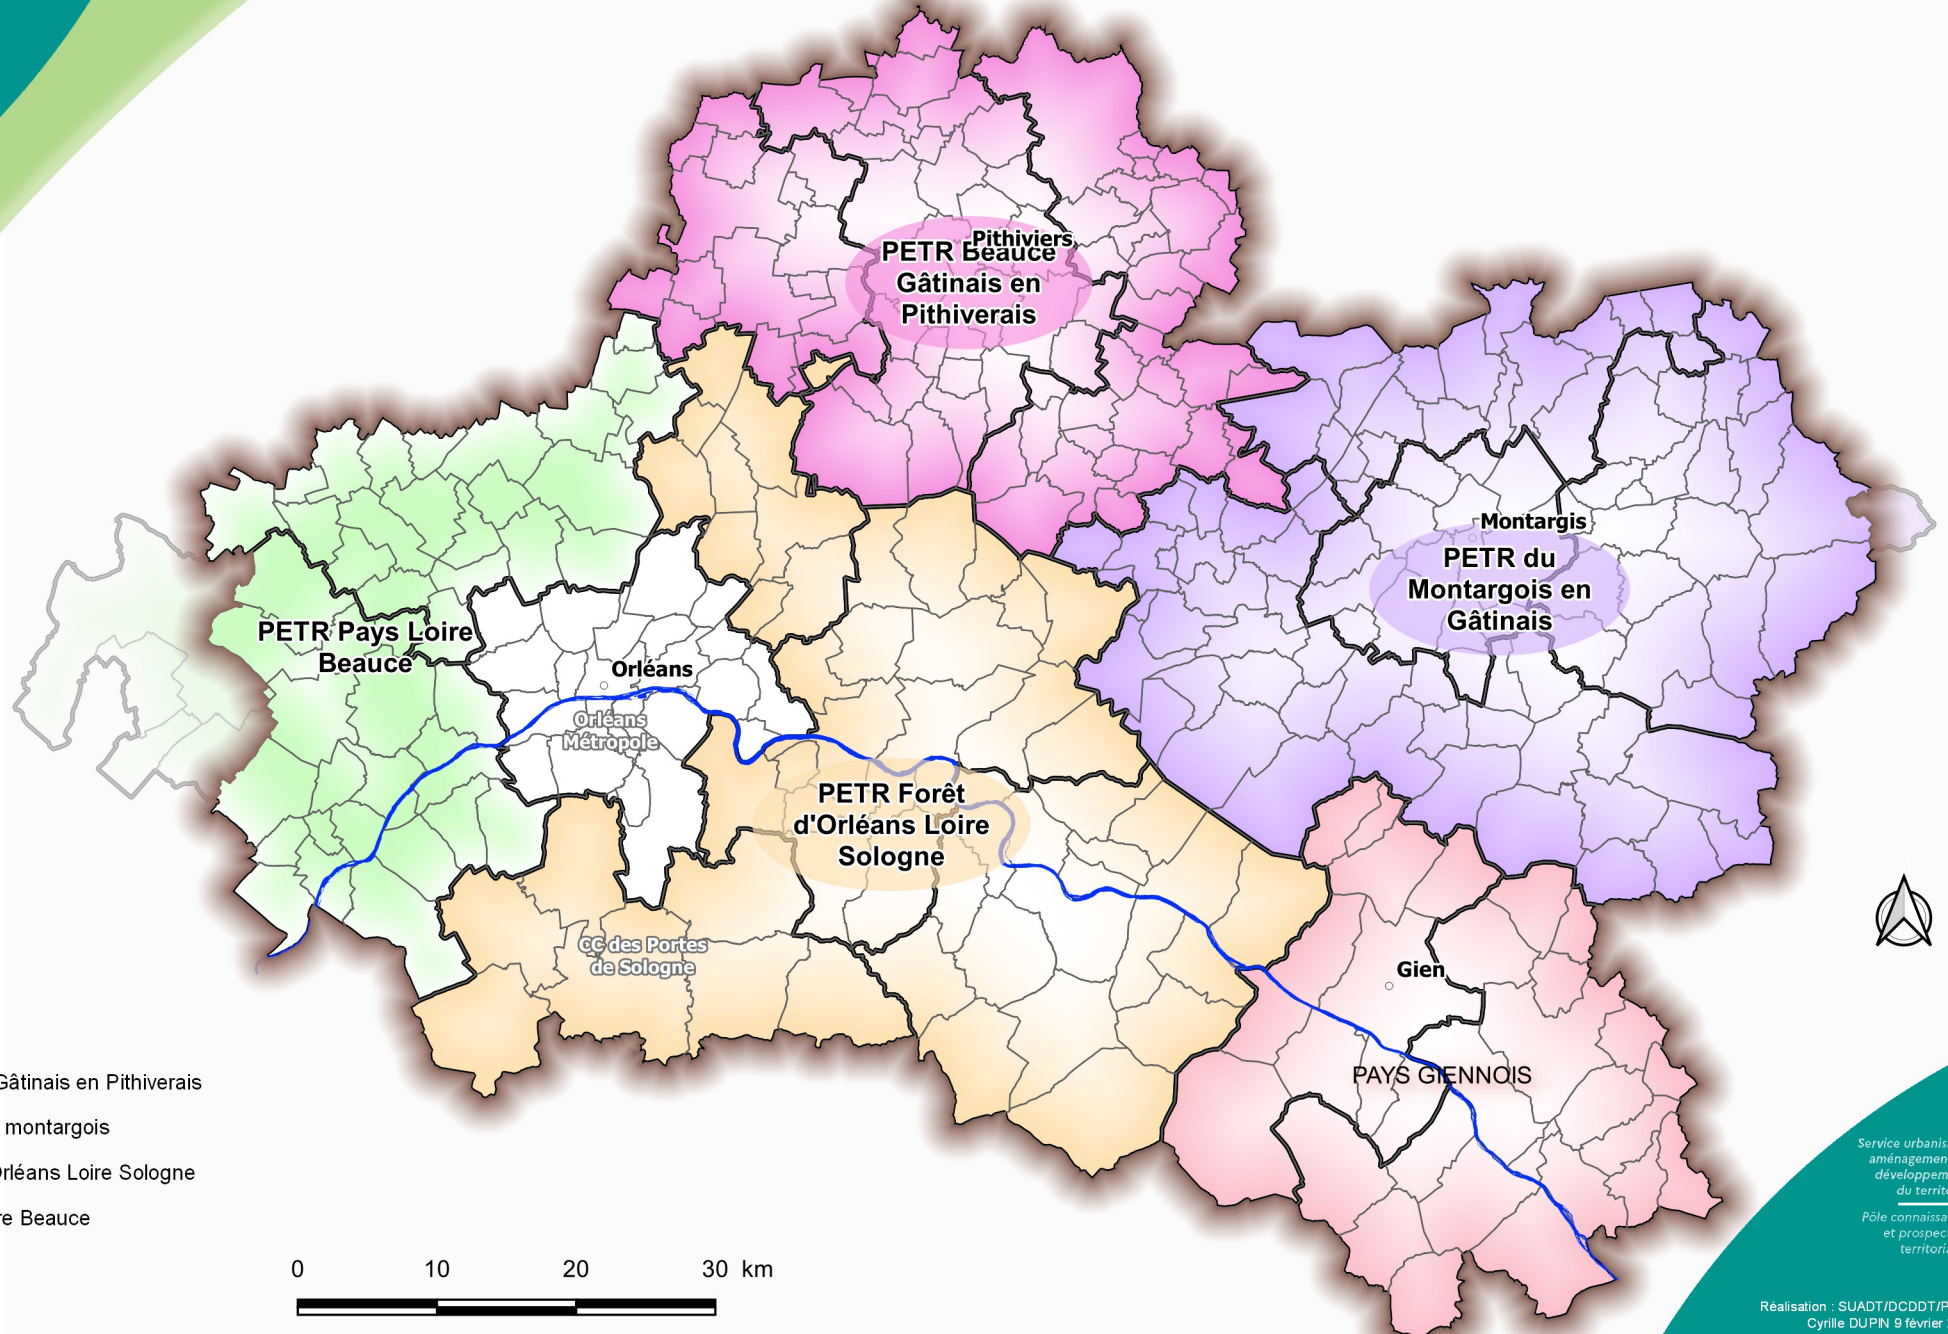 Pithiviers
PETR Beauce
Gâtinais en
Pithiverais
Montargis
PETR du
Montargois en
Gâtinais
PETR Pays Loire
Beauce
Orléans
Orléans
Métropole
PETR Forêt
d'Orléans Loire
Sologne
CC des Portes
de Sologne
Gien
PAYS GIENNOIS
N
Gâtinais en Pithiverais
montargois
Orléans Loire Sologne
re Beauce
0 10 20 30 km
Service urbanis
aménagemen
développem
du territo
Pôle connaissa
et prospec
territoria
Réalisation : SUADT/DCDDT/P
Cyrille DUPIN 9 février